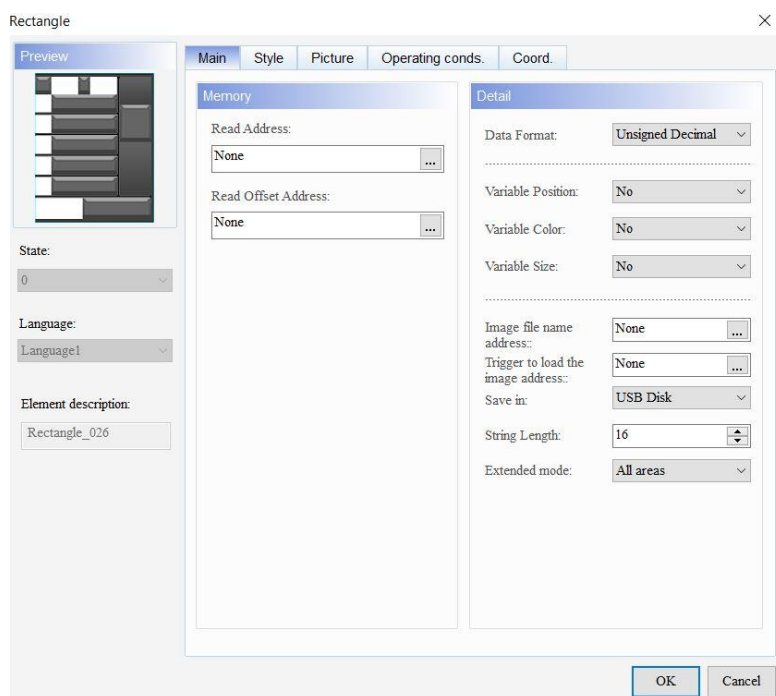 Rectangle
Preview
State:
0
Language:
Language1
Element description:
Rectangle_026
Main
Style
Picture
Operating conds.
Coord.
Memory
Read Address:
None
...
Read Offset Address:
None
...
Detail
Data Format:
Unsigned Decimal
Variable Position:
No
Variable Color:
No
Variable Size:
No
Image file name
address::
None
...
Trigger to load the
image address::
None
...
Save in:
USB Disk
String Length:
16
Extended mode:
All areas
OK
Cancel